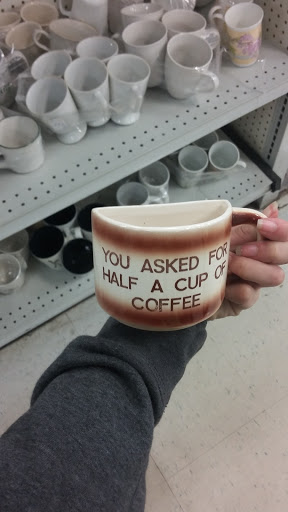 YOU ASKED FOR
HALF A CUP OF
COFFEE